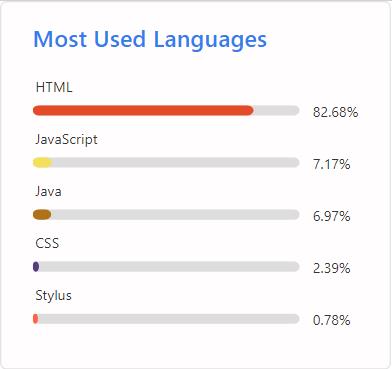 Most Used Languages
HTML
82.68%
JavaScript
7.17%
Java
6.97%
CSS
2.39%
Stylus
0.78%